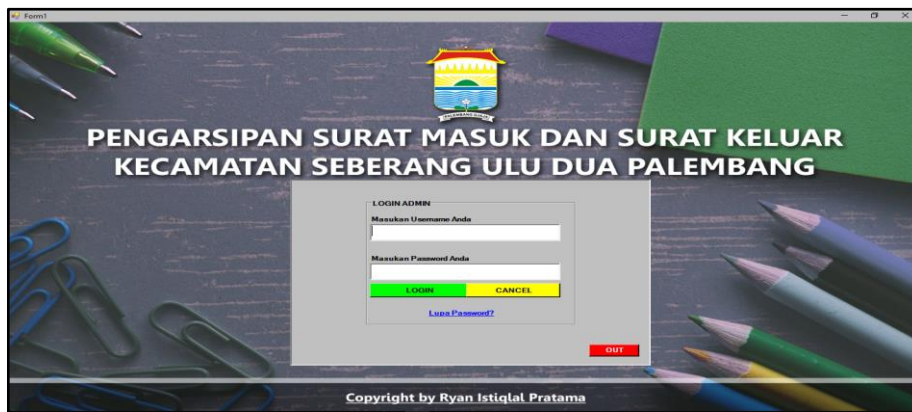 Form1
PENGARSIPAN SURAT MASUK DAN SURAT KELUAR
KECAMATAN SEBERANG ULU DUA PALEMBANG
LOGIN ADMIN
Masukan Username Anda
Masukan Password Anda
LOGIN CANCEL
Lupa Password?
OUT
Copyright by Ryan Istiqlal Pratama